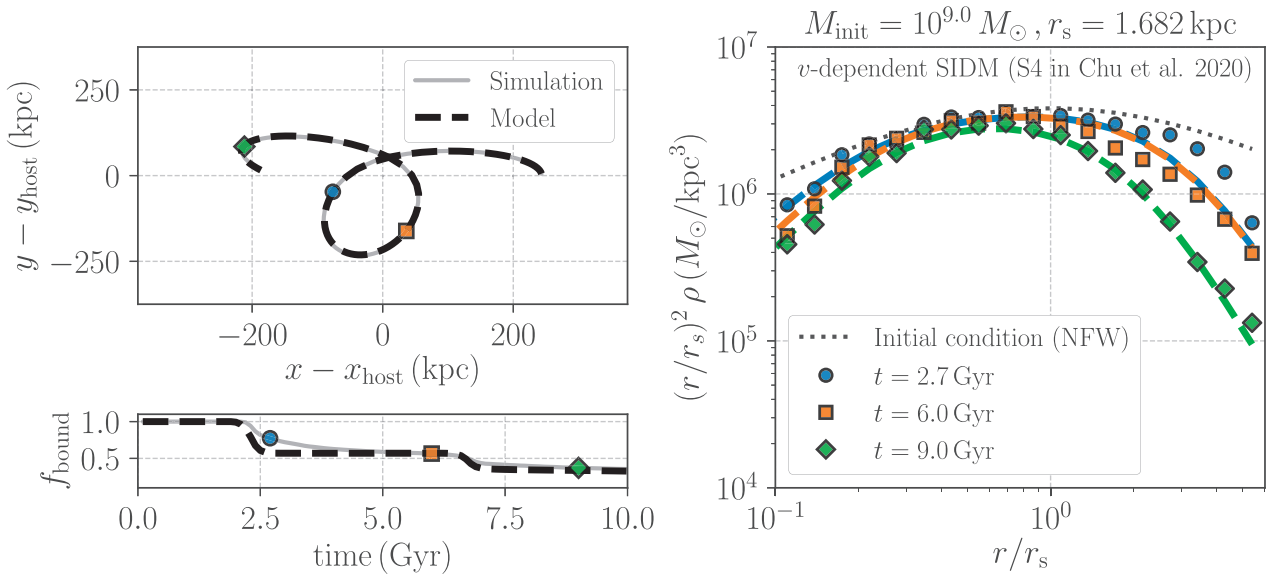 250
0
−250
−200
0
200
y − y_host (kpc)
x − x_host (kpc)
Simulation
Model
1.0
0.5
f_bound
0.0
2.5
5.0
7.5
10.0
time (Gyr)
M_init = 10^9.0 M_⊙, r_s = 1.682 kpc
v-dependent SIDM (S4 in Chu et al. 2020)
10^7
10^6
10^5
10^4
(r/r_s)^2 ρ (M_⊙/kpc^3)
Initial condition (NFW)
t = 2.7 Gyr
t = 6.0 Gyr
t = 9.0 Gyr
10^−1
10^0
r/r_s